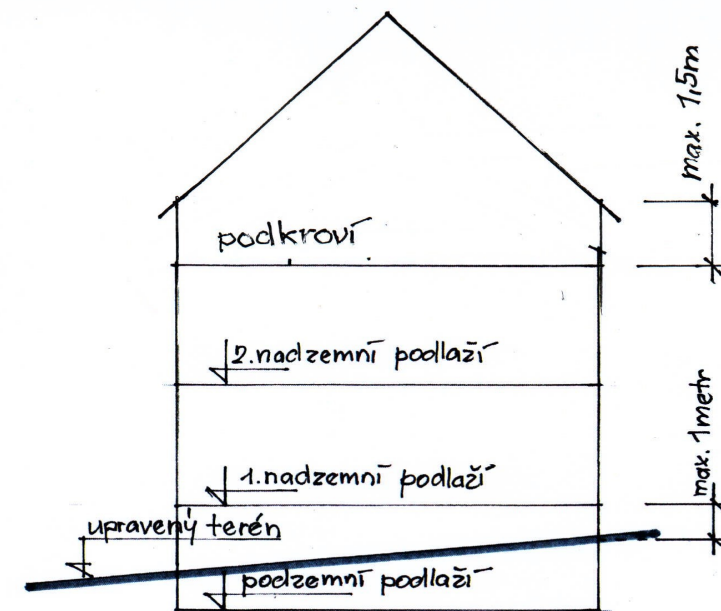 max. 1,5m
podkroví
2.nadzemní podlaží
max. 1metr
1.nadzemní podlaží
upravený terén
podzemní podlaží